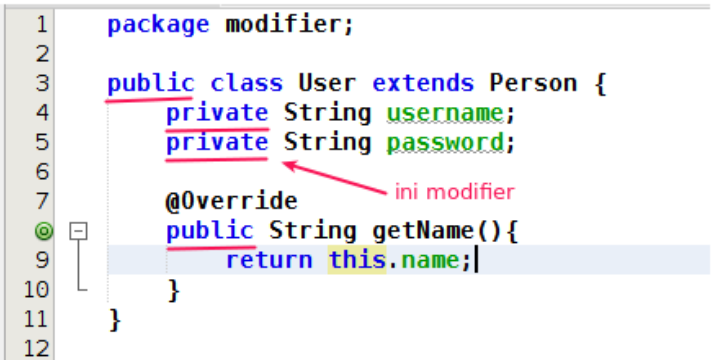 1 package modifier;
2
3 public class User extends Person {
4 private String username;
5 private String password;
6
ini modifier
7 @Override
public String getName(){
9 return this.name;
10 }
11 }
12